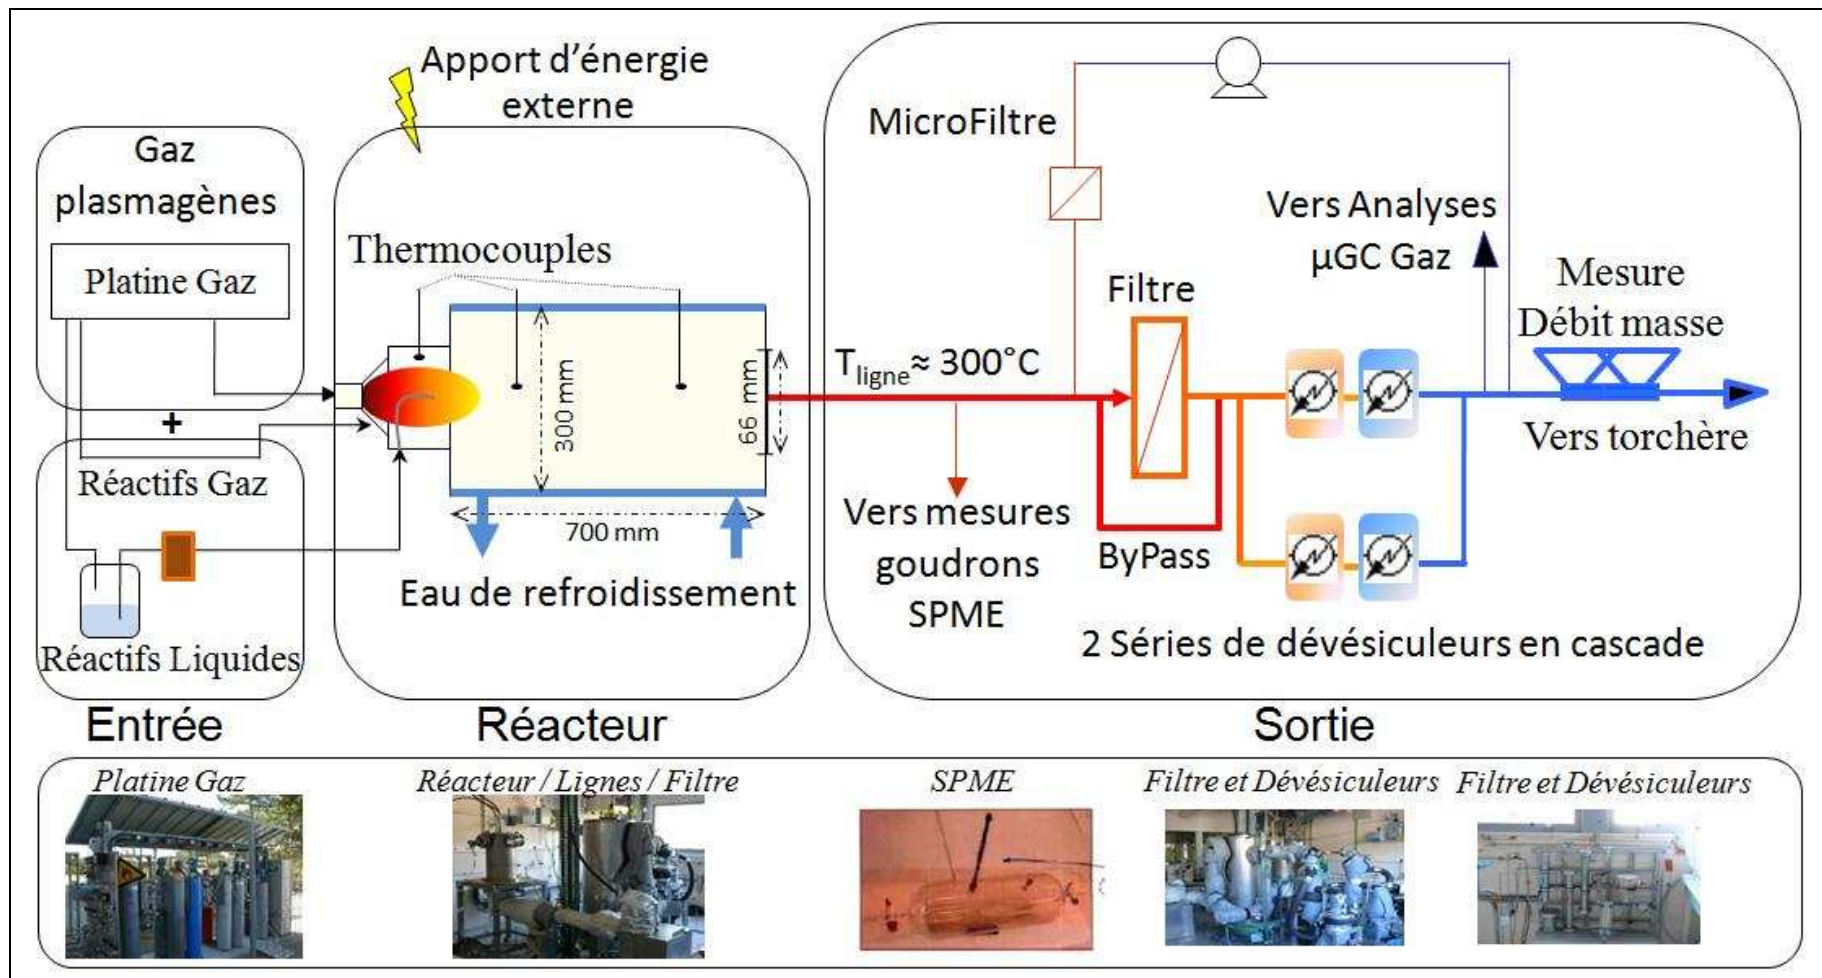 Apport d'énergie
externe
Gaz
plasmagènes
Platine Gaz
+
Réactifs Gaz
Réactifs Liquides
Thermocouples
300 mm
66 mm
700 mm
Eau de refroidissement
MicroFiltre
Vers Analyses
µGC Gaz
Filtre
Mesure
Débit masse
Tligne≈ 300°C
Vers torchère
Vers mesures
goudrons
SPME
ByPass
2 Séries de dévésiculeurs en cascade
Entrée
Réacteur
Sortie
Platine Gaz
Réacteur / Lignes / Filtre
SPME
Filtre et Dévésiculeurs
Filtre et Dévésiculeurs